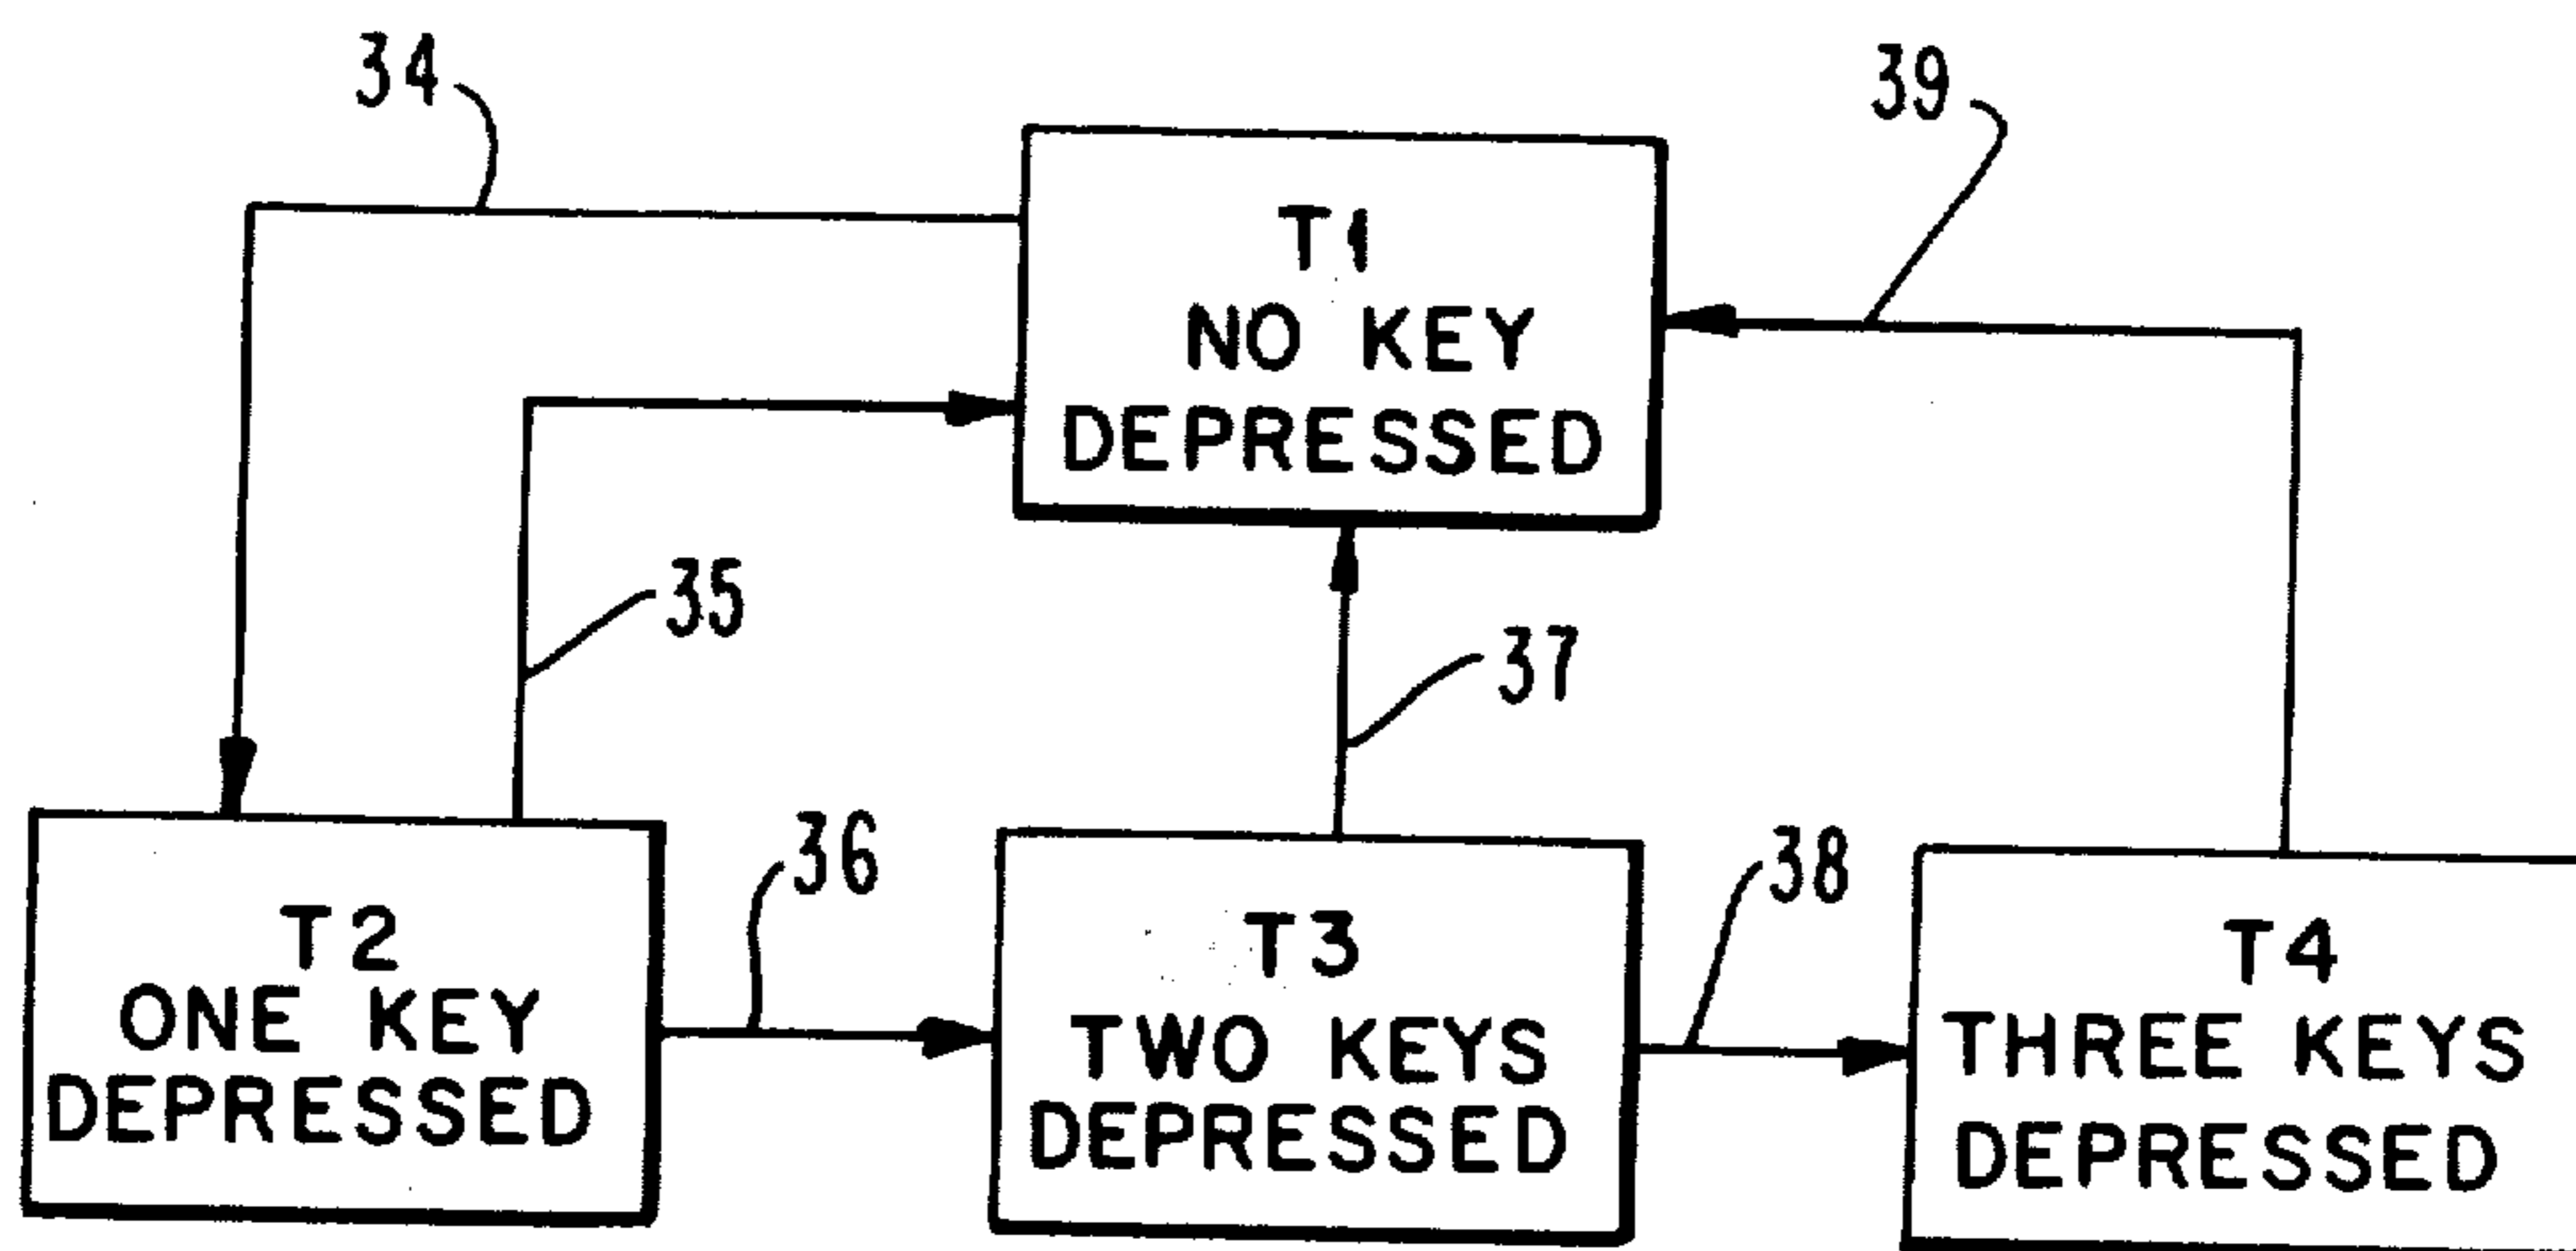 34
39
T1
NO KEY
DEPRESSED
35
37
36
38
T2
ONE KEY
DEPRESSED
T3
TWO KEYS
DEPRESSED
T4
THREE KEYS
DEPRESSED